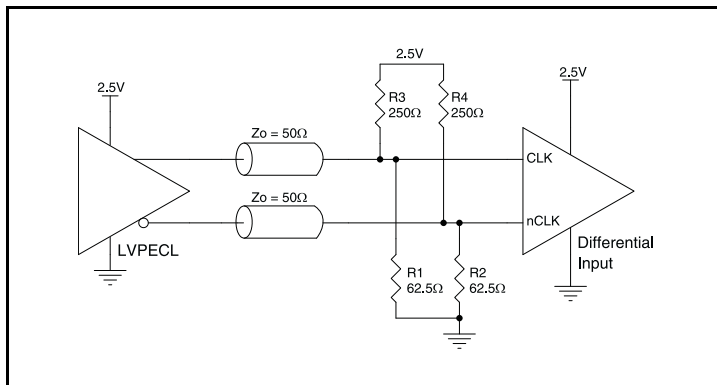 2.5V
2.5V
2.5V
R3
250Ω
R4
250Ω
Zo = 50Ω
CLK
Zo = 50Ω
nCLK
LVPECL
Differential
Input
R1
62.5Ω
R2
62.5Ω